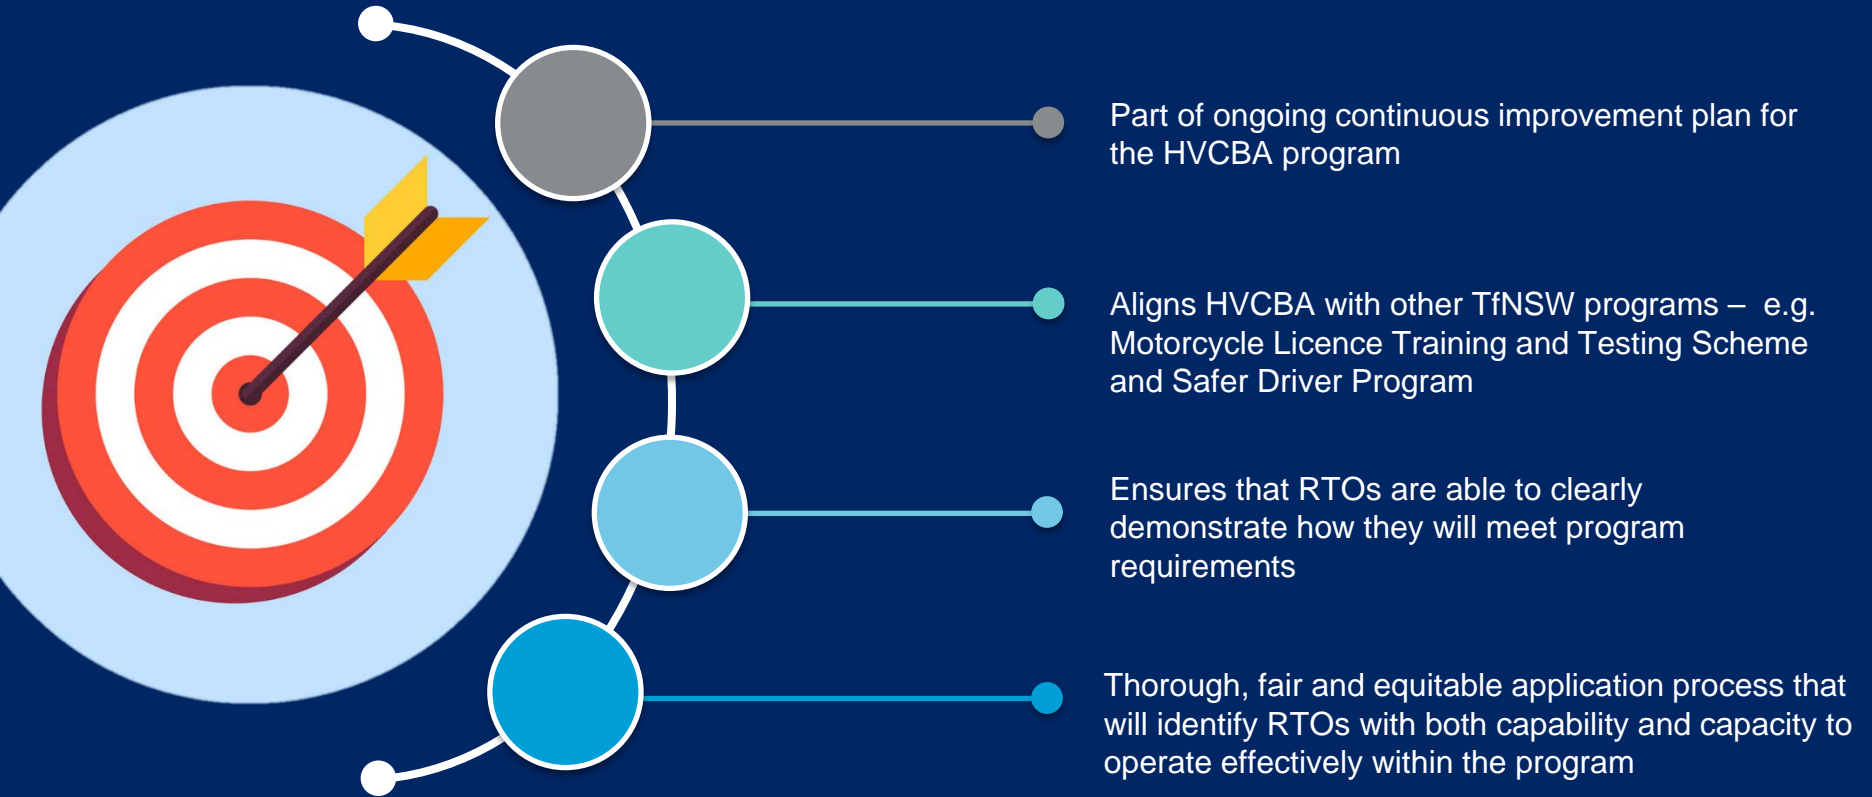 Part of ongoing continuous improvement plan for
the HVCBA program
Aligns HVCBA with other TfNSW programs – e.g.
Motorcycle Licence Training and Testing Scheme
and Safer Driver Program
Ensures that RTOs are able to clearly
demonstrate how they will meet program
requirements
Thorough, fair and equitable application process that
will identify RTOs with both capability and capacity to
operate effectively within the program